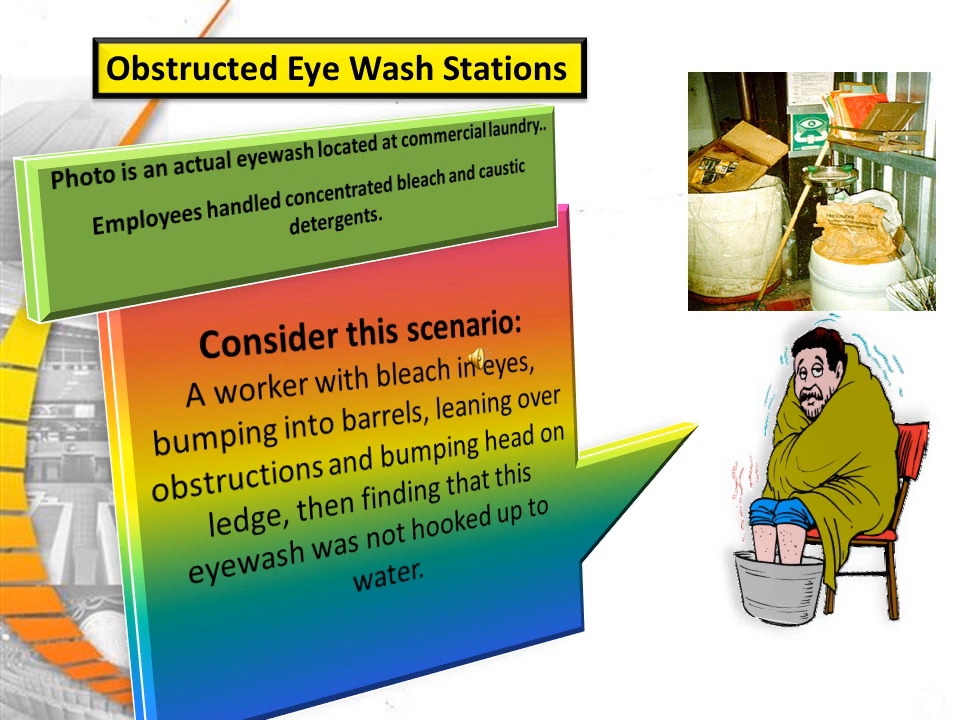 Obstructed Eye Wash Stations
Photo is an actual eyewash located at commercial laundry..
Employees handled concentrated bleach and caustic
detergents.
Consider this scenario:
A worker with bleach in eyes,
bumping into barrels, leaning over
obstructions and bumping head on
ledge, then finding that this
eyewash was not hooked up to
water.